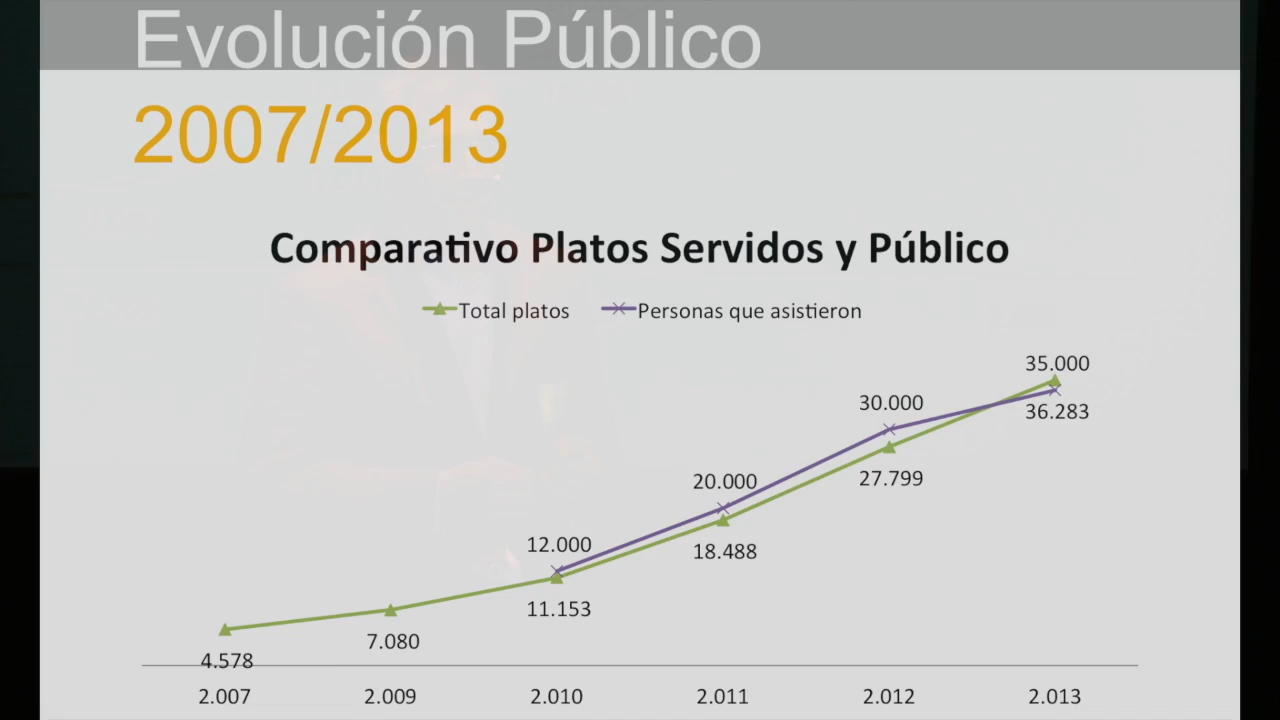 Evolución Público
2007/2013
Comparativo Platos Servidos y Público
Total platos Personas que asistieron
35.000
30.000
36.283
20.000
27.799
12.000
18.488
11.153
7.080
4.578
2.007 2.009 2.010 2.011 2.012 2.013